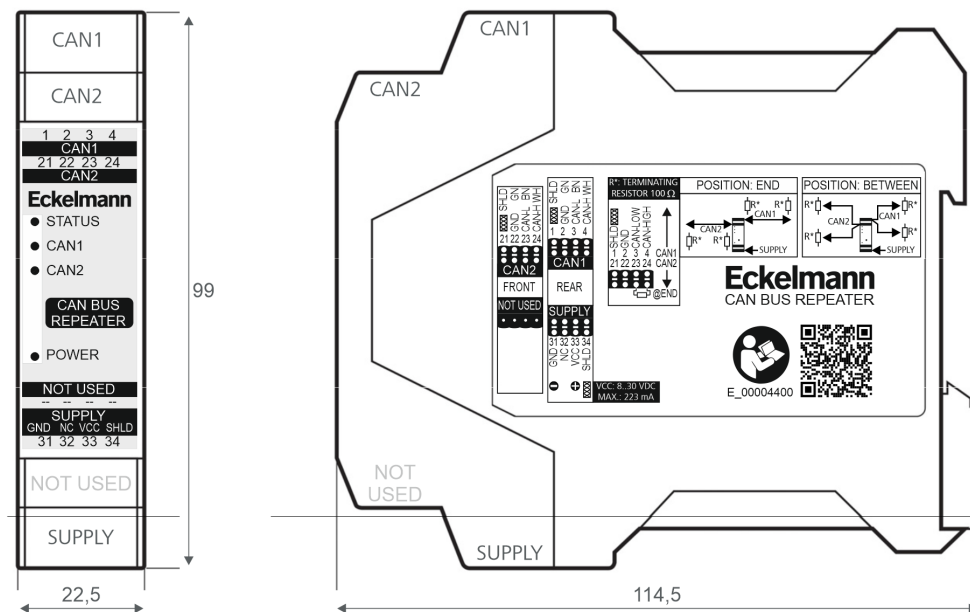 CAN1
CAN2
1 2 3 4
CAN1
21 22 23 24
CAN2
Eckelmann
STATUS
CAN1
CAN2
CAN BUS
REPEATER
POWER
NOT USED
-- -- -- --
SUPPLY
GND NC VCC SHLD
31 32 33 34
NOT USED
SUPPLY
22,5
99
CAN1
CAN2
NOT
USED
SUPPLY
114,5
SHLD
GND GN
CAN-L BN
CAN-H WH
21 22 23 24
CAN2
FRONT
NOT USED
SHLD
GND GN
CAN-L BN
CAN-H WH
1 2 3 4
CAN1
REAR
SUPPLY
31 32 33 34
GND
NC
VCC
SHLD
VCC: 8..30 VDC
MAX.: 223 mA
R*: TERMINATING
RESISTOR 100 Ω
SHLD
GND
CAN-LOW
CAN-HIGH
1 2 3 4
21 22 23 24
CAN1
CAN2
@END
POSITION: END
R* R*
CAN1
CAN2
R* R*
SUPPLY
POSITION: BETWEEN
R* R*
CAN2 CAN1
R* R*
SUPPLY
Eckelmann
CAN BUS REPEATER
E_00004400